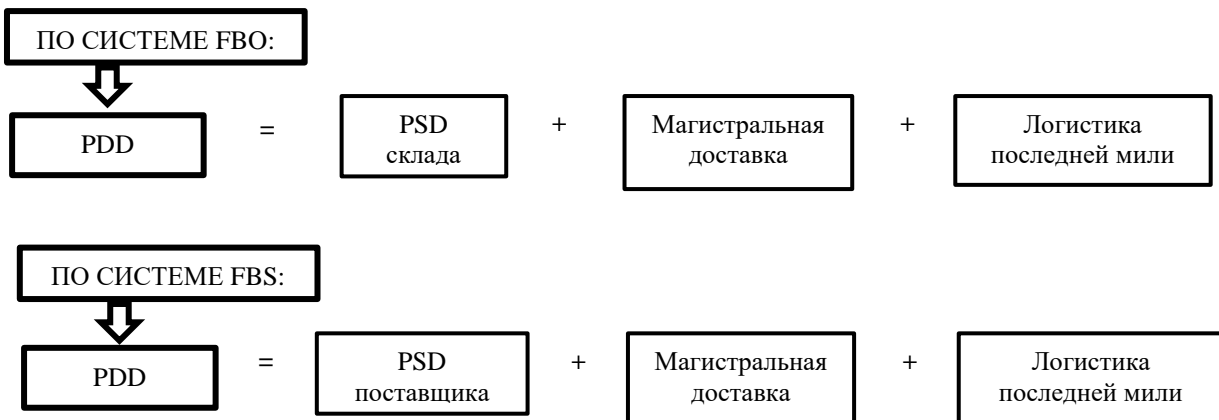 ПО СИСТЕМЕ FBO:
PDD = PSD склада + Магистральная доставка + Логистика последней мили
ПО СИСТЕМЕ FBS:
PDD = PSD поставщика + Магистральная доставка + Логистика последней мили